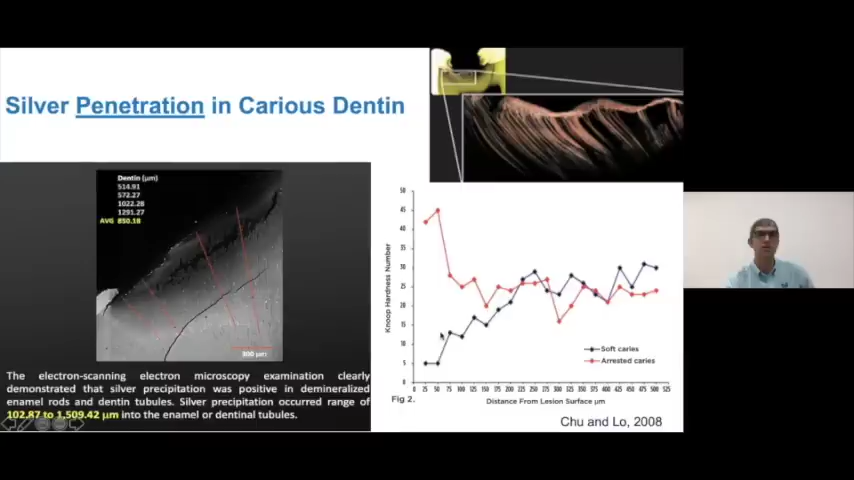 Silver Penetration in Carious Dentin
Dentin (µm)
514.91
572.27
1022.28
1291.27
AVG 850.18
300 µm
The electron-scanning electron microscopy examination clearly
demonstrated that silver precipitation was positive in demineralized
enamel rods and dentin tubules. Silver precipitation occurred range of
102.87 to 1,509.42 µm into the enamel or dentinal tubules.
Knoop Hardness Number
50
45
40
35
30
25
20
15
10
5
0
0 25 50 75 100 125 150 175 200 225 250 275 300 325 350 375 400 425 450 475 500 525
Soft caries
Arrested caries
Distance From Lesion Surface µm
Fig 2.
Chu and Lo, 2008